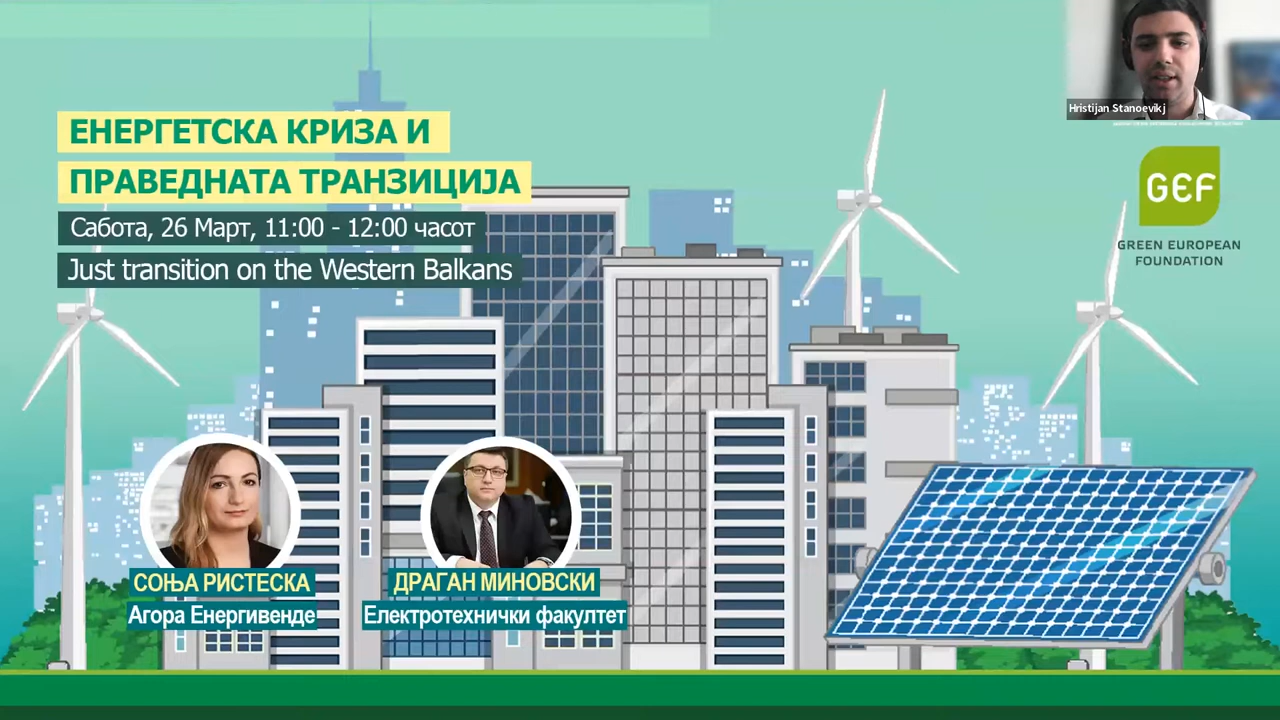 ЕНЕРГЕТСКА КРИЗА И
ПРАВЕДНАТА ТРАНЗИЦИЈА
Сабота, 26 Март, 11:00 - 12:00 часот
Just transition on the Western Balkans
Hristijan Stanoevikj
GEF
GREEN EUROPEAN
FOUNDATION
СОЊА РИСТЕСКА
Агора Енергивенде
ДРАГАН МИНОВСКИ
Електротехнички факултет